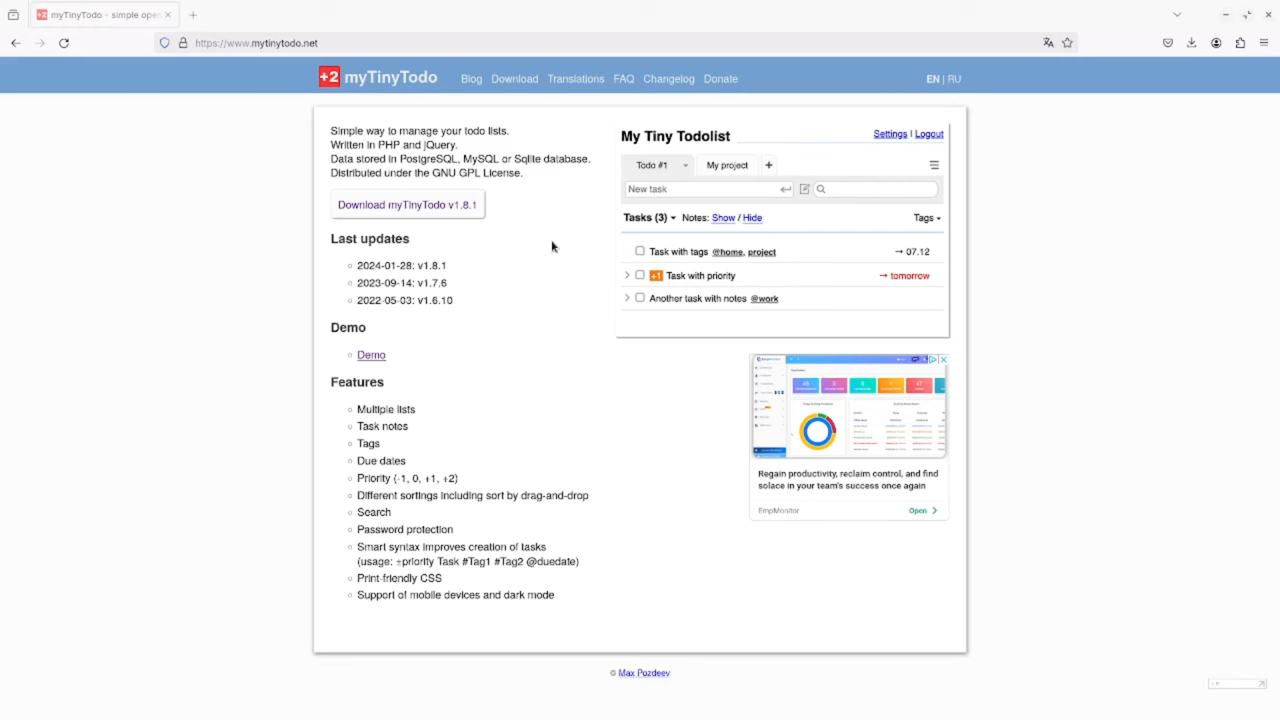 myTinyTodo – simple ope
https://www.mytinytodo.net
+2 myTinyTodo Blog Download Translations FAQ Changelog Donate EN | RU
Simple way to manage your todo lists.
Written in PHP and jQuery.
Data stored in PostgreSQL, MySQL or Sqlite database.
Distributed under the GNU GPL License.
Download myTinyTodo v1.8.1
Last updates
2024-01-28: v1.8.1
2023-09-14: v1.7.6
2022-05-03: v1.6.10
Demo
Demo
Features
Multiple lists
Task notes
Tags
Due dates
Priority (-1, 0, +1, +2)
Different sortings including sort by drag-and-drop
Search
Password protection
Smart syntax improves creation of tasks
(usage: ±priority Task #Tag1 #Tag2 @duedate)
Print-friendly CSS
Support of mobile devices and dark mode
My Tiny Todolist Settings | Logout
Todo #1 My project +
New task
Tasks (3) Notes: Show / Hide Tags
Task with tags @home, project → 07.12
+1 Task with priority → tomorrow
Another task with notes @work
Regain productivity, reclaim control, and find
solace in your team's success once again
EmpMonitor Open
© Max Pozdeev